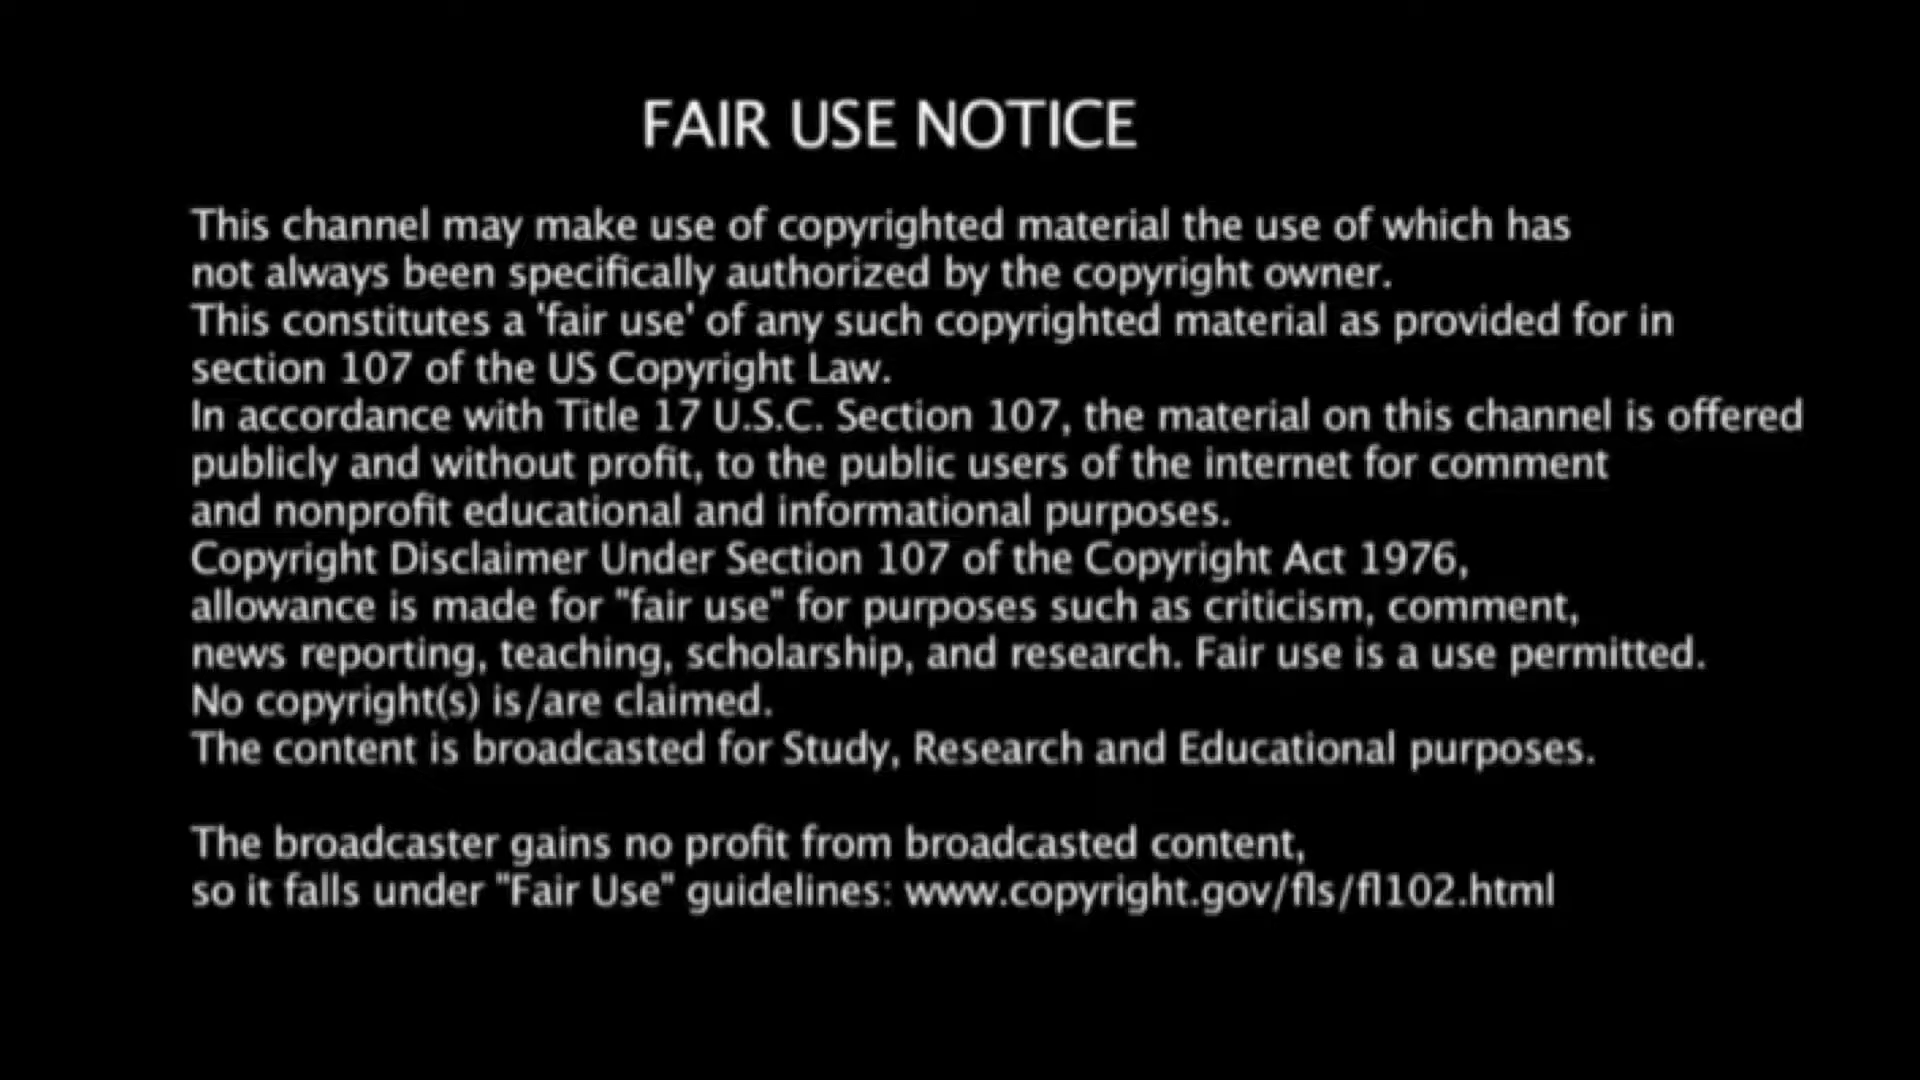 FAIR USE NOTICE
This channel may make use of copyrighted material the use of which has
not always been specifically authorized by the copyright owner.
This constitutes a 'fair use' of any such copyrighted material as provided for in
section 107 of the US Copyright Law.
In accordance with Title 17 U.S.C. Section 107, the material on this channel is offered
publicly and without profit, to the public users of the internet for comment
and nonprofit educational and informational purposes.
Copyright Disclaimer Under Section 107 of the Copyright Act 1976,
allowance is made for "fair use" for purposes such as criticism, comment,
news reporting, teaching, scholarship, and research. Fair use is a use permitted.
No copyright(s) is/are claimed.
The content is broadcasted for Study, Research and Educational purposes.
The broadcaster gains no profit from broadcasted content,
so it falls under "Fair Use" guidelines: www.copyright.gov/fls/fl102.html